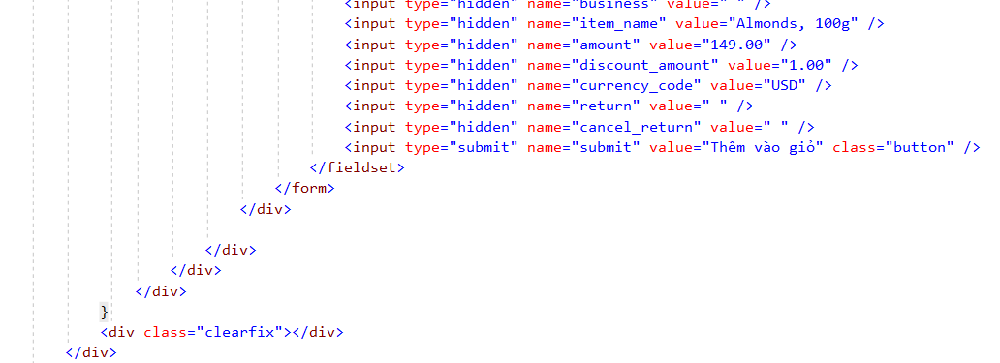 <input type="hidden" name="business" value=" " />
<input type="hidden" name="item_name" value="Almonds, 100g" />
<input type="hidden" name="amount" value="149.00" />
<input type="hidden" name="discount_amount" value="1.00" />
<input type="hidden" name="currency_code" value="USD" />
<input type="hidden" name="return" value=" " />
<input type="hidden" name="cancel_return" value=" " />
<input type="submit" name="submit" value="Thêm vào giỏ" class="button" />
</fieldset>
</form>
</div>
</div>
</div>
</div>
}
<div class="clearfix"></div>
</div>